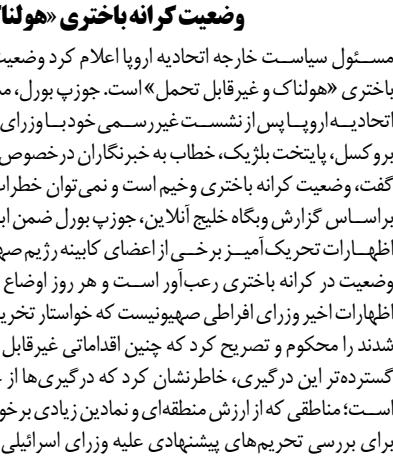 وضعیت کرانه باختری «هولنا
مسئول سیاست خارجه اتحادیه اروپا اعلام کرد وضعیت
باختری «هولناک و غیرقابل تحمل» است. جوزپ بورل، مس
اتحادیه اروپا پس از نشست غیررسمی خود با وزرای
بروکسل، پایتخت بلژیک، خطاب به خبرنگاران درخصوص
گفت، وضعیت کرانه باختری وخیم است و نمی‌توان خطرات
براساس گزارش وبگاه خلیج آنلاین، جوزپ بورل ضمن اب
اظهارات تحریک‌آمیز برخی از اعضای کابینه رژیم صه
وضعیت در کرانه باختری رعب‌آور است و هر روز اوضاع
اظهارات اخیر وزرای افراطی صهیونیست که خواستار تخری
شدند را محکوم و تصریح کرد که چنین اقداماتی غیرقابل
گسترده‌تر این درگیری، خاطرنشان کرد که درگیری‌ها از
است؛ مناطقی که از ارزش منطقه‌ای و نمادین زیادی برخو
برای بررسی تحریم‌های پیشنهادی علیه وزرای اسرائیلی